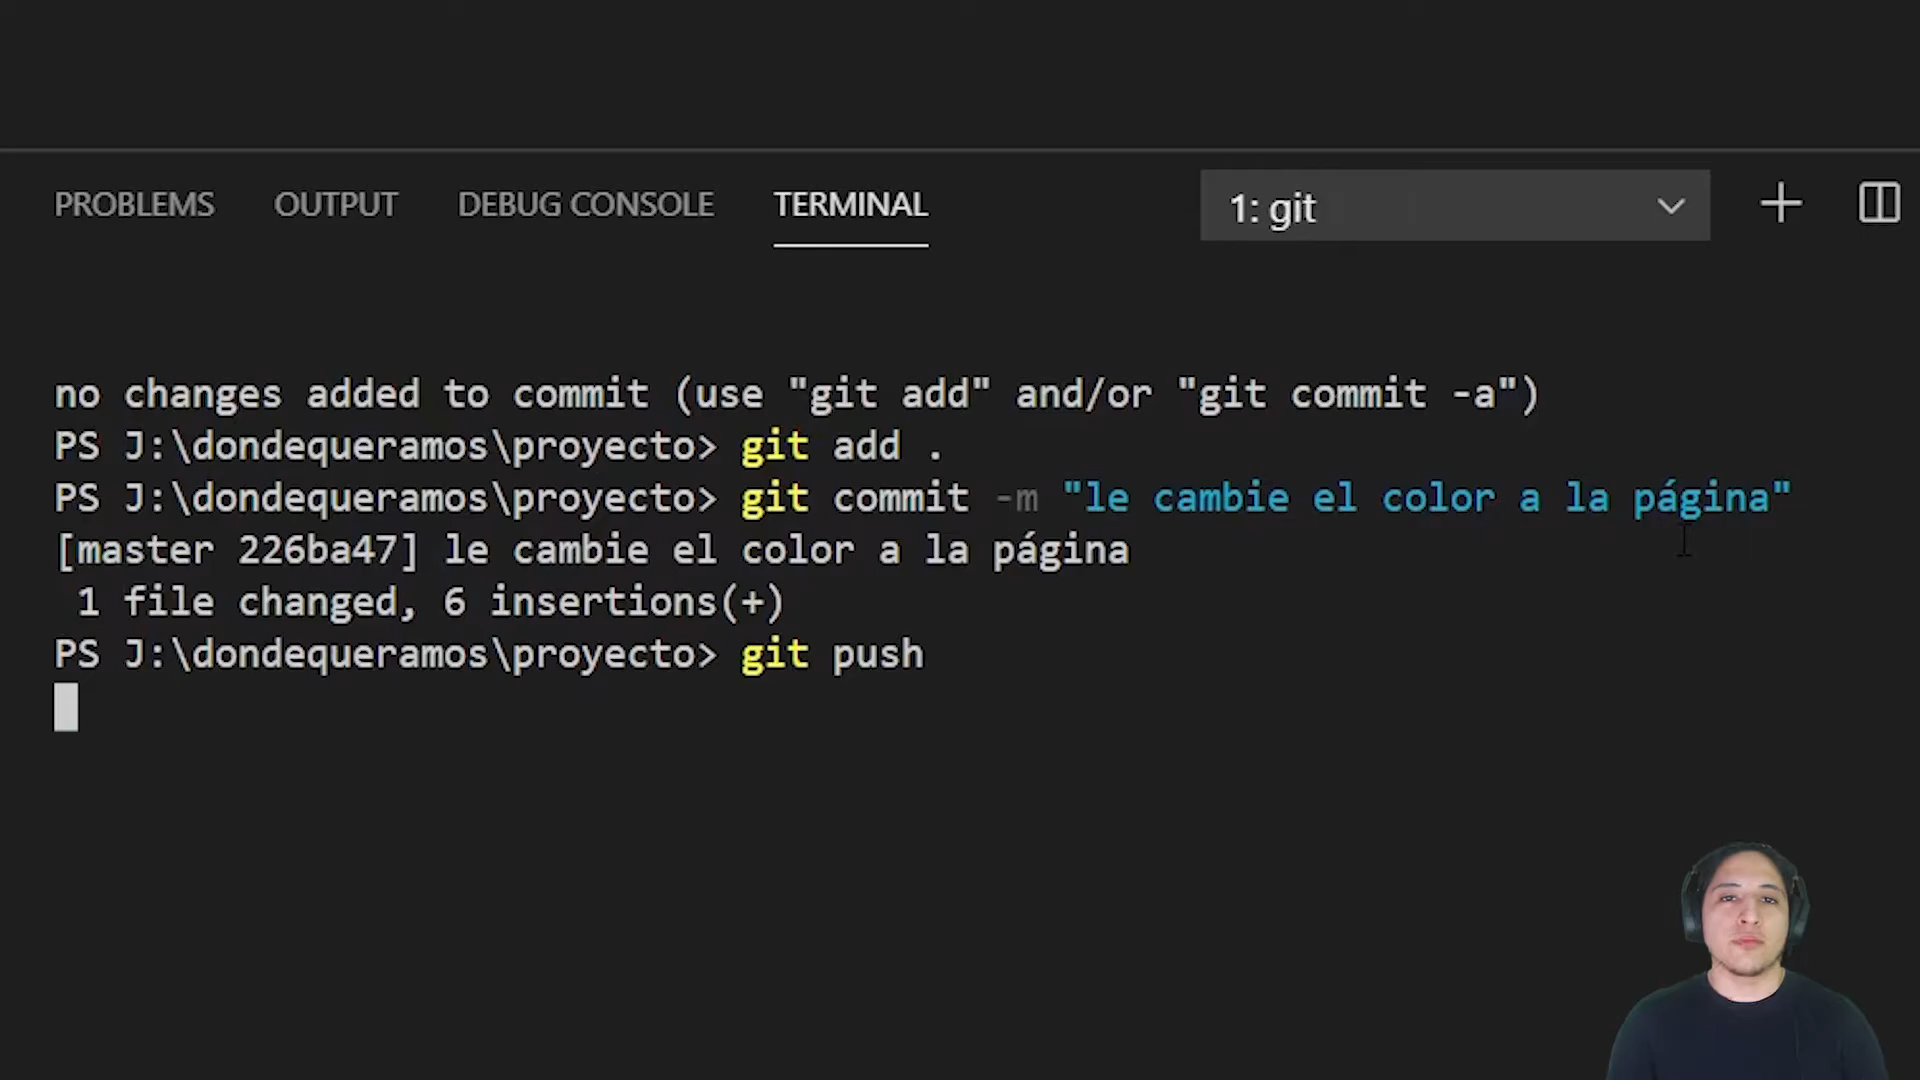 PROBLEMS OUTPUT DEBUG CONSOLE TERMINAL 1: git
no changes added to commit (use "git add" and/or "git commit -a")
PS J:\dondequeramos\proyecto> git add .
PS J:\dondequeramos\proyecto> git commit -m "le cambie el color a la página"
[master 226ba47] le cambie el color a la página
 1 file changed, 6 insertions(+)
PS J:\dondequeramos\proyecto> git push